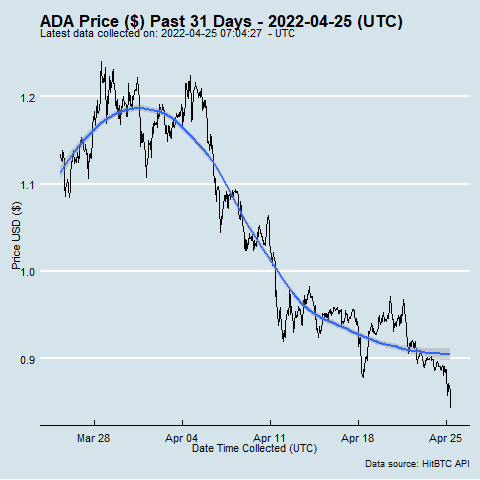 ADA Price ($) Past 31 Days - 2022-04-25 (UTC)
Latest data collected on: 2022-04-25 07:04:27 - UTC
1.2
1.1
1.0
0.9
Price USD ($)
Mar 28 Apr 04 Apr 11 Apr 18 Apr 25
Date Time Collected (UTC)
Data source: HitBTC API